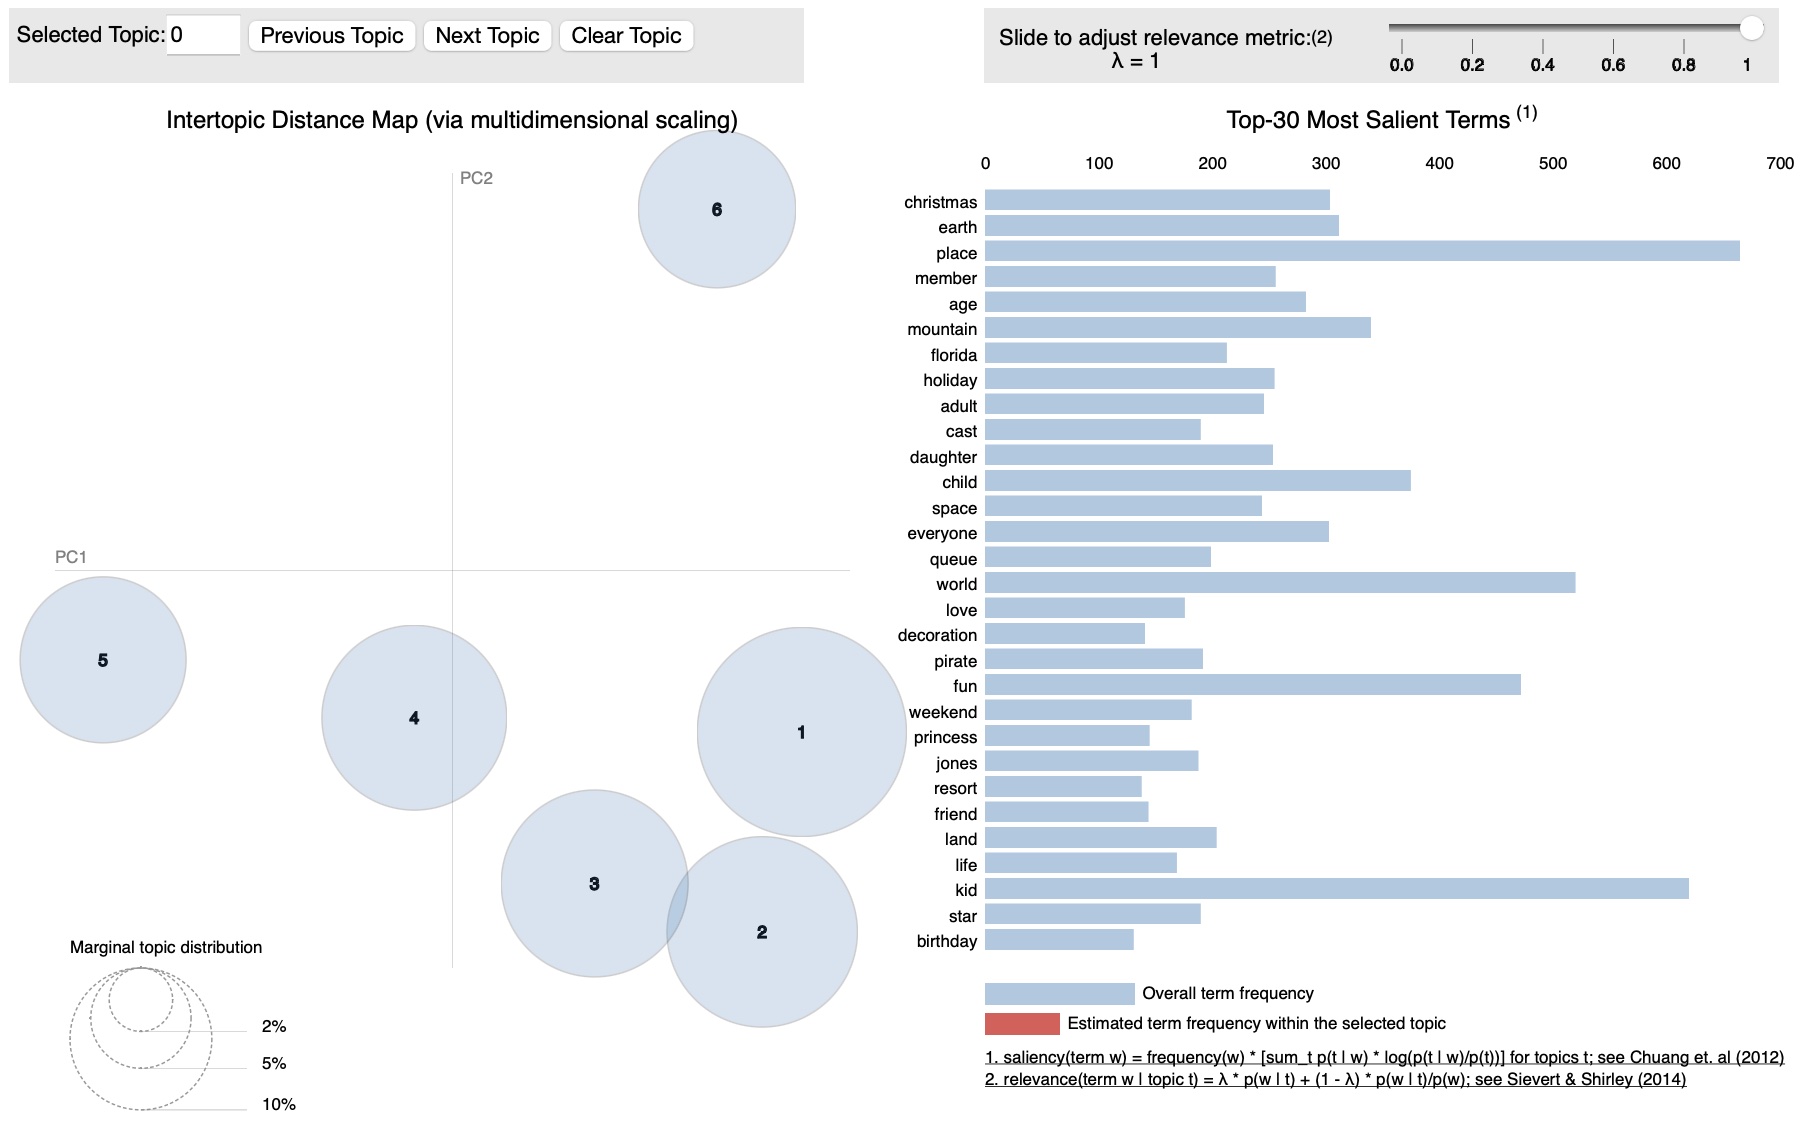 Selected Topic: 0 Previous Topic Next Topic Clear Topic
Slide to adjust relevance metric:(2)
λ = 1
0.0 0.2 0.4 0.6 0.8 1
Intertopic Distance Map (via multidimensional scaling)
PC2
PC1
6
5
4
1
3
2
Marginal topic distribution
2%
5%
10%
Top-30 Most Salient Terms (1)
0 100 200 300 400 500 600 700
christmas
earth
place
member
age
mountain
florida
holiday
adult
cast
daughter
child
space
everyone
queue
world
love
decoration
pirate
fun
weekend
princess
jones
resort
friend
land
life
kid
star
birthday
Overall term frequency
Estimated term frequency within the selected topic
1. saliency(term w) = frequency(w) * [sum_t p(t | w) * log(p(t | w)/p(t))] for topics t; see Chuang et. al (2012)
2. relevance(term w | topic t) = λ * p(w | t) + (1 - λ) * p(w | t)/p(w); see Sievert & Shirley (2014)